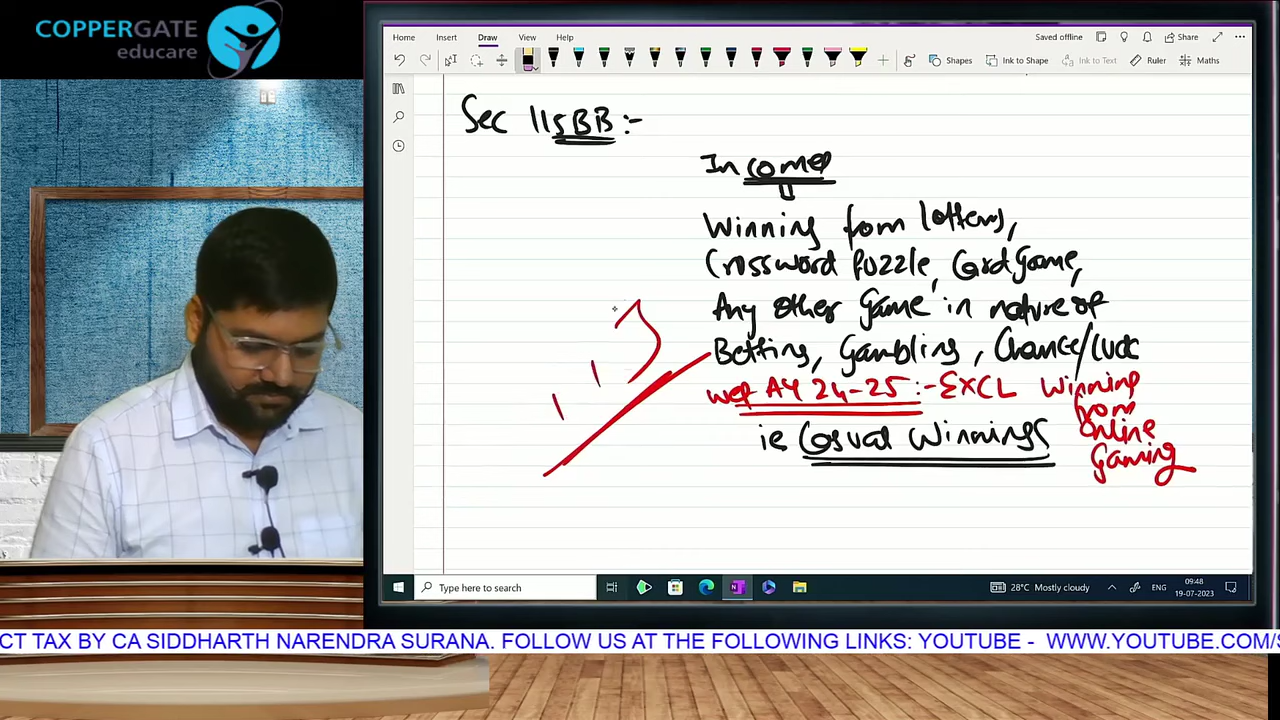 COPPERGATE
educare
Home Insert Draw View Help
Saved offline
Share
Shapes
Ink to Shape
Ink to Text
Ruler
Maths
Sec 115BB:-
Income
Winning from lottery,
Crossword Puzzle, Card Game,
Any other Game in nature of
Betting, Gambling, Chance/Luck
wef AY 24-25 :- EXCL Winning
from
Online
Gaming
ie Casual Winnings
Type here to search
28°C Mostly cloudy
ENG
09:48
19-07-2023
CT TAX BY CA SIDDHARTH NARENDRA SURANA. FOLLOW US AT THE FOLLOWING LINKS: YOUTUBE - WWW.YOUTUBE.COM/S